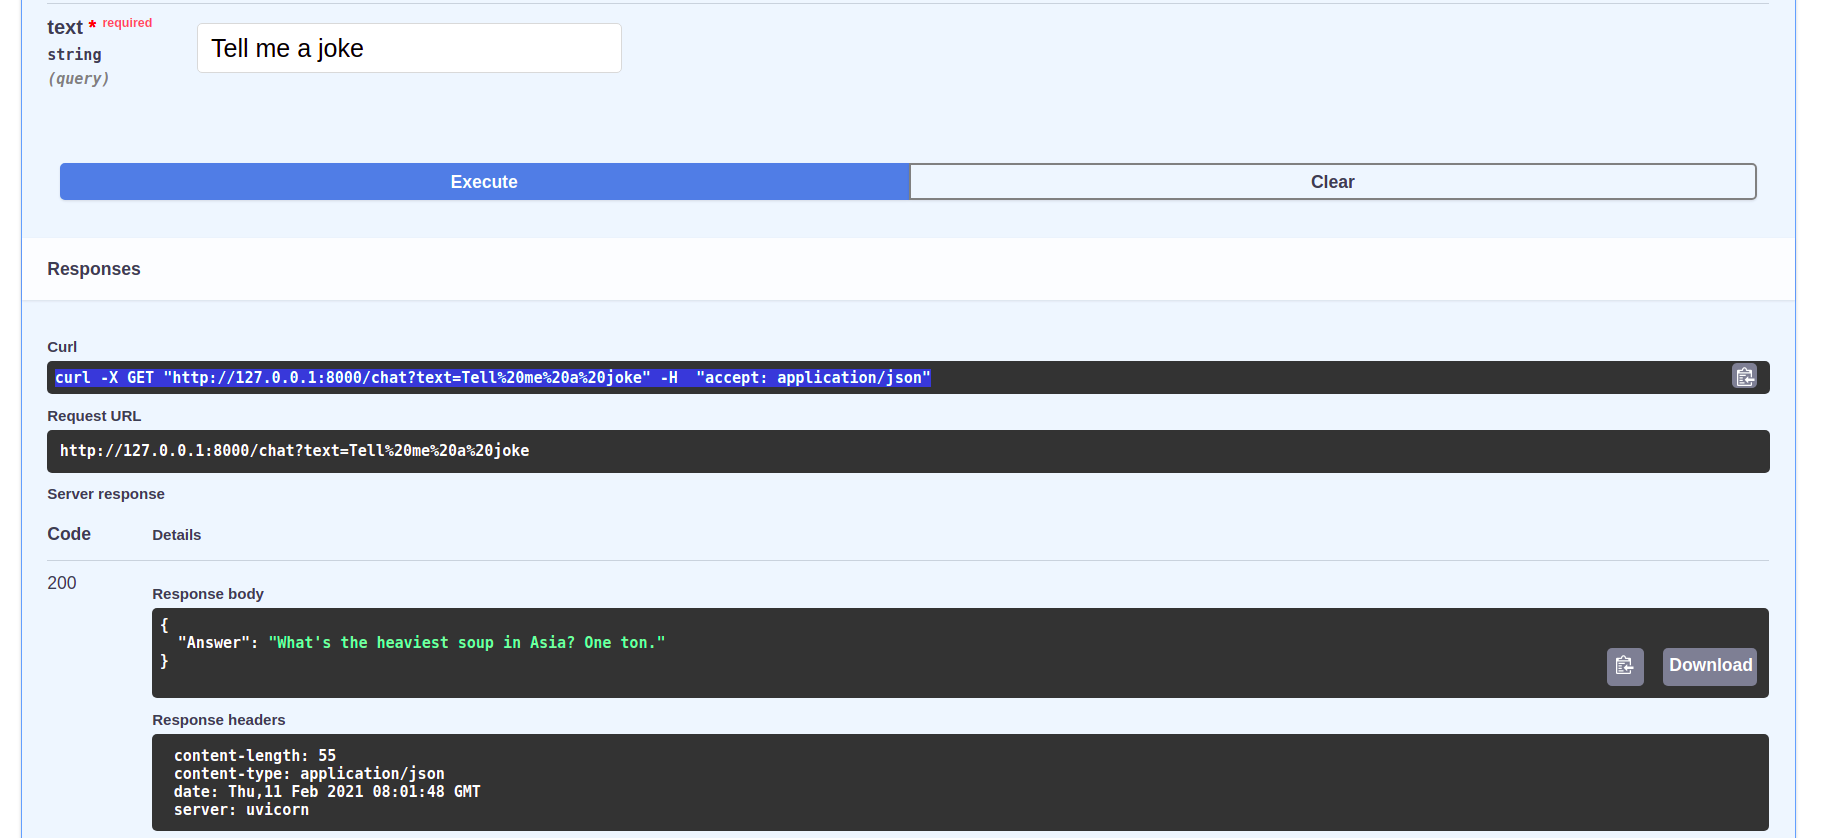 text * required
string
(query)
Tell me a joke
Execute
Clear
Responses
Curl
curl -X GET "http://127.0.0.1:8000/chat?text=Tell%20me%20a%20joke" -H  "accept: application/json"
Request URL
http://127.0.0.1:8000/chat?text=Tell%20me%20a%20joke
Server response
Code Details
200
Response body
{
"Answer": "What's the heaviest soup in Asia? One ton."
}
Download
Response headers
content-length: 55
content-type: application/json
date: Thu,11 Feb 2021 08:01:48 GMT
server: uvicorn